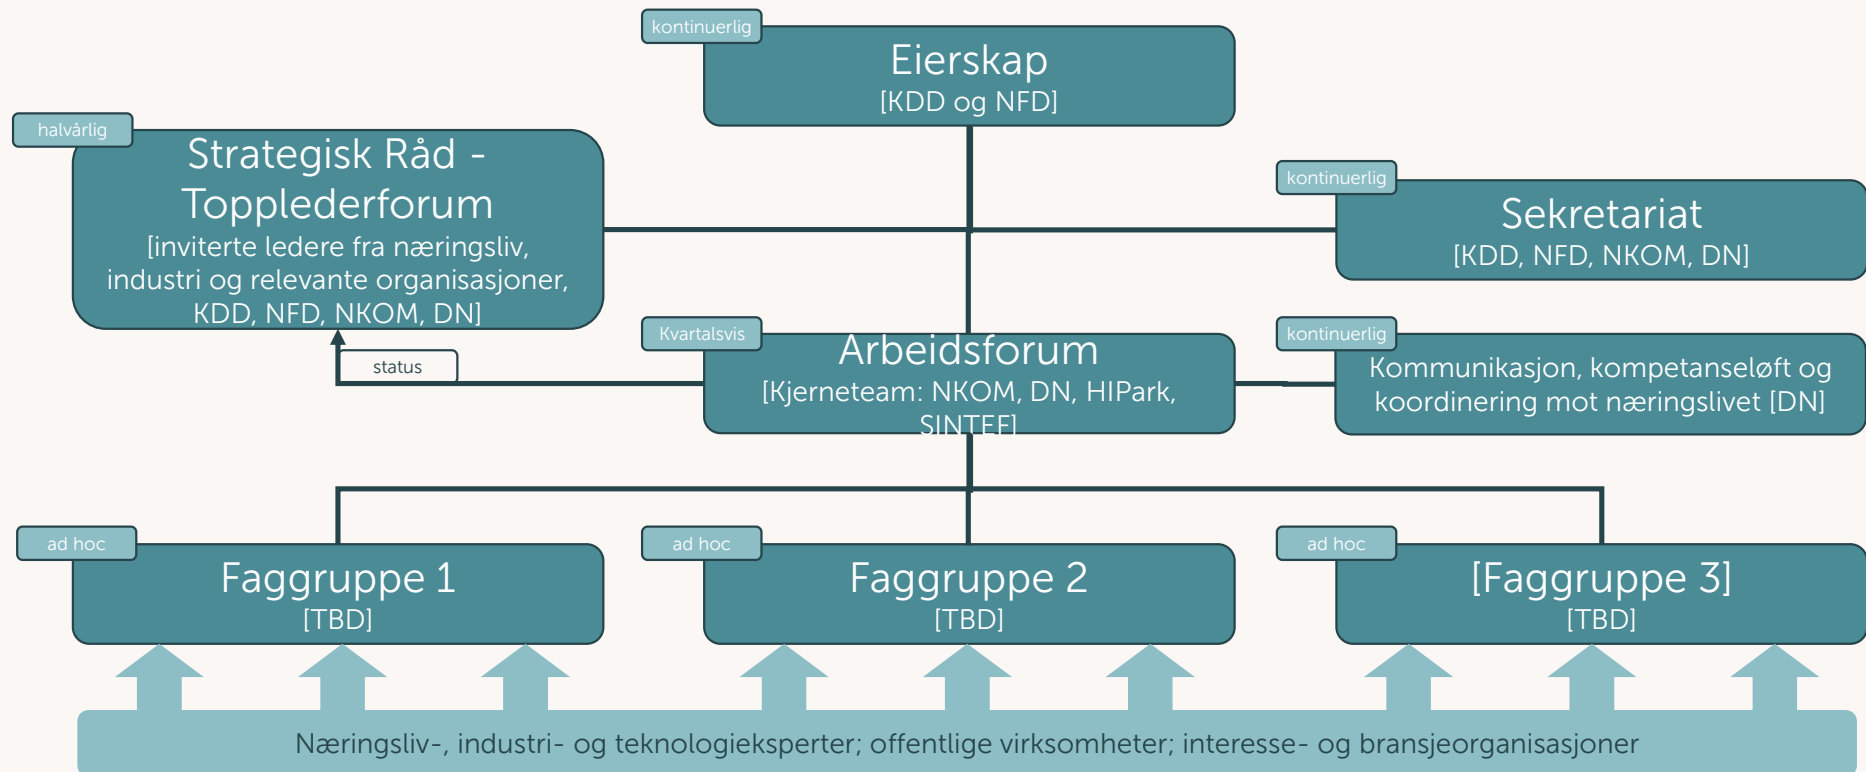 kontinuerlig
Eierskap
[KDD og NFD]
halvårlig
Strategisk Råd -
Topplederforum
[inviterte ledere fra næringsliv,
industri og relevante organisasjoner,
KDD, NFD, NKOM, DN]
kontinuerlig
Sekretariat
[KDD, NFD, NKOM, DN]
status
Kvartalsvis
Arbeidsforum
[Kjerneteam: NKOM, DN, HIPark,
SINTEF]
kontinuerlig
Kommunikasjon, kompetanseløft og
koordinering mot næringslivet [DN]
ad hoc
Faggruppe 1
[TBD]
ad hoc
Faggruppe 2
[TBD]
ad hoc
[Faggruppe 3]
[TBD]
Næringsliv-, industri- og teknologieksperter; offentlige virksomheter; interesse- og bransjeorganisasjoner